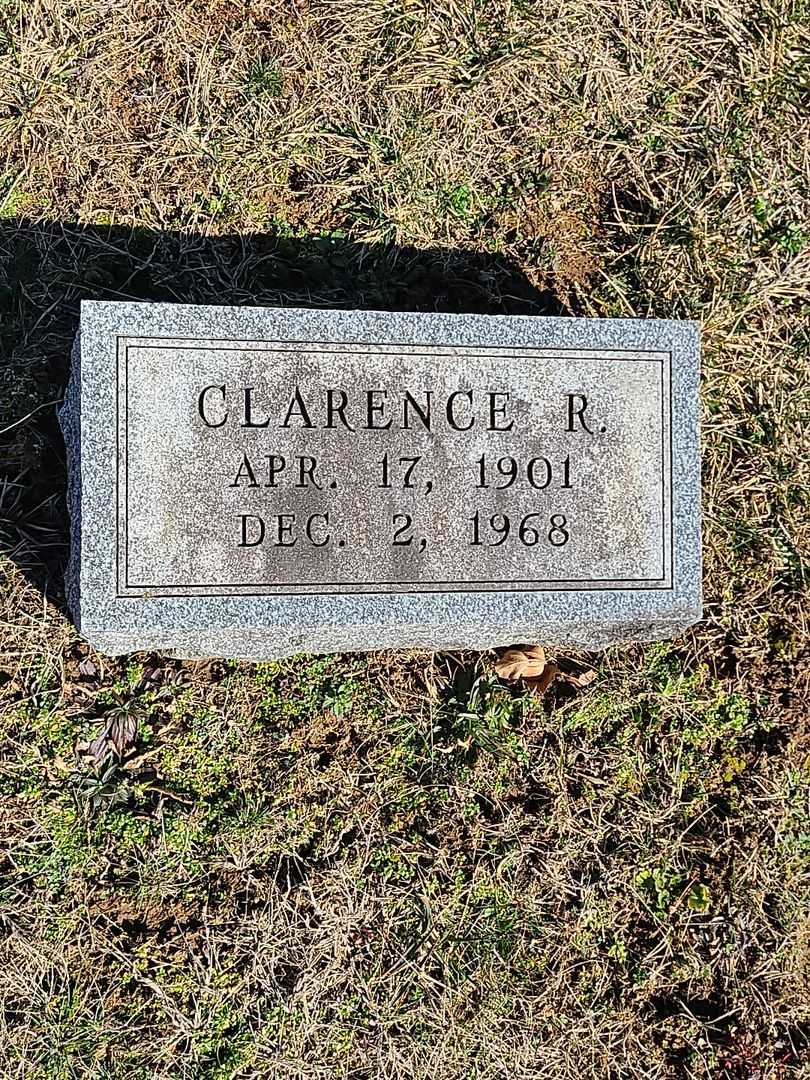 CLARENCE R.
APR. 17, 1901
DEC. 2, 1968